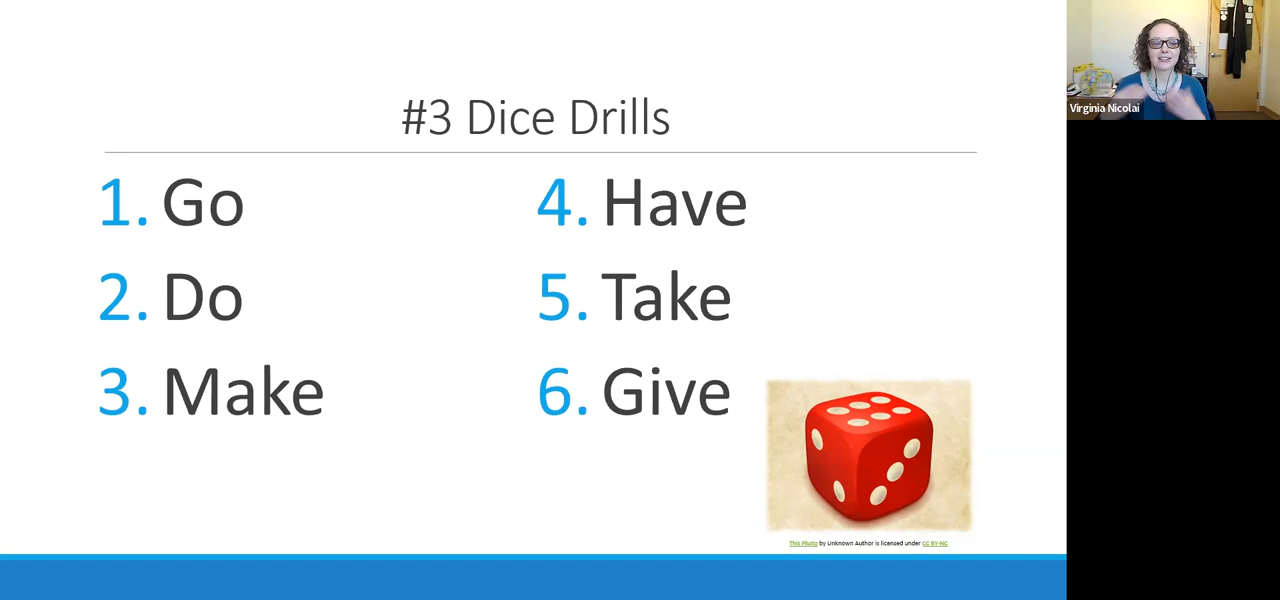 #3 Dice Drills
1. Go
2. Do
3. Make
4. Have
5. Take
6. Give
This Photo by Unknown Author is licensed under CC BY-NC
Virginia Nicolai